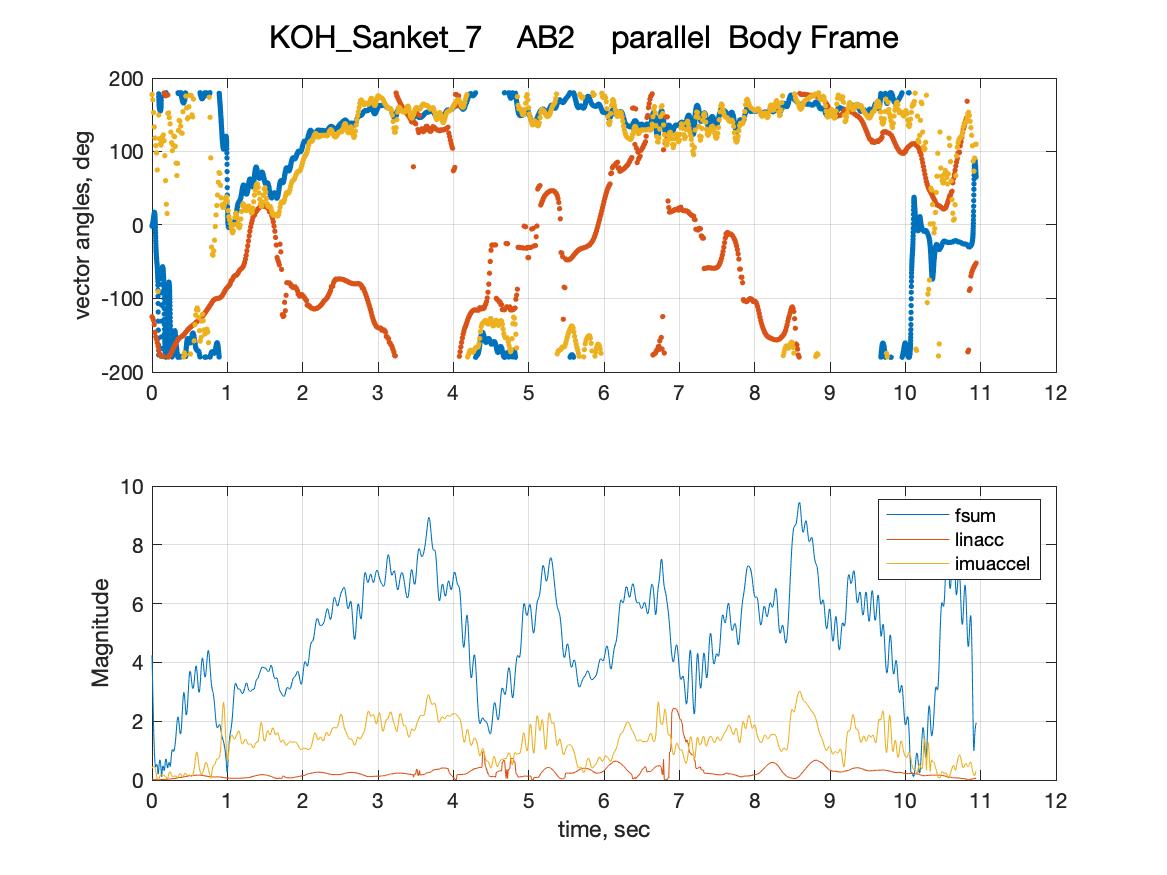 KOH_Sanket_7 AB2 parallel Body Frame
200
100
0
-100
-200
vector angles, deg
0 1 2 3 4 5 6 7 8 9 10 11 12
10
8
6
4
2
0
Magnitude
fsum
linacc
imuaccel
0 1 2 3 4 5 6 7 8 9 10 11 12
time, sec